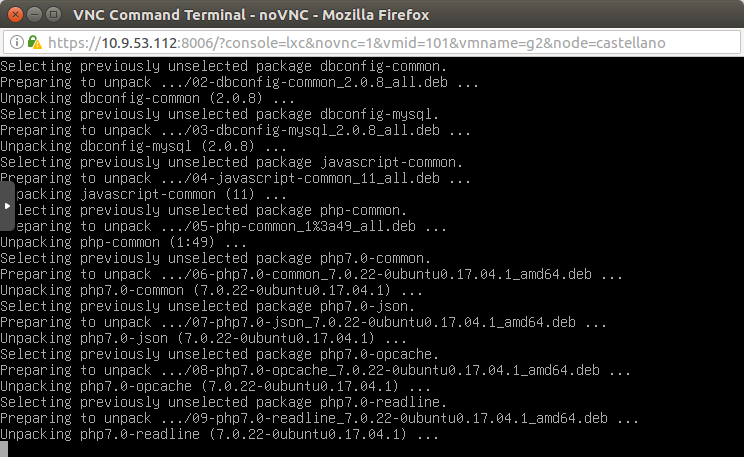 VNC Command Terminal - noVNC - Mozilla Firefox
https://10.9.53.112:8006/?console=lxc&novnc=1&vmid=101&vmname=g2&node=castellano
Selecting previously unselected package dbconfig-common.
Preparing to unpack .../02-dbconfig-common_2.0.8_all.deb ...
Unpacking dbconfig-common (2.0.8) ...
Selecting previously unselected package dbconfig-mysql.
Preparing to unpack .../03-dbconfig-mysql_2.0.8_all.deb ...
Unpacking dbconfig-mysql (2.0.8) ...
Selecting previously unselected package javascript-common.
Preparing to unpack .../04-javascript-common_11_all.deb ...
packing javascript-common (11) ...
lecting previously unselected package php-common.
eparing to unpack .../05-php-common_1%3a49_all.deb ...
Unpacking php-common (1:49) ...
Selecting previously unselected package php7.0-common.
Preparing to unpack .../06-php7.0-common_7.0.22-0ubuntu0.17.04.1_amd64.deb ...
Unpacking php7.0-common (7.0.22-0ubuntu0.17.04.1) ...
Selecting previously unselected package php7.0-json.
Preparing to unpack .../07-php7.0-json_7.0.22-0ubuntu0.17.04.1_amd64.deb ...
Unpacking php7.0-json (7.0.22-0ubuntu0.17.04.1) ...
Selecting previously unselected package php7.0-opcache.
Preparing to unpack .../08-php7.0-opcache_7.0.22-0ubuntu0.17.04.1_amd64.deb ...
Unpacking php7.0-opcache (7.0.22-0ubuntu0.17.04.1) ...
Selecting previously unselected package php7.0-readline.
Preparing to unpack .../09-php7.0-readline_7.0.22-0ubuntu0.17.04.1_amd64.deb ...
Unpacking php7.0-readline (7.0.22-0ubuntu0.17.04.1) ...